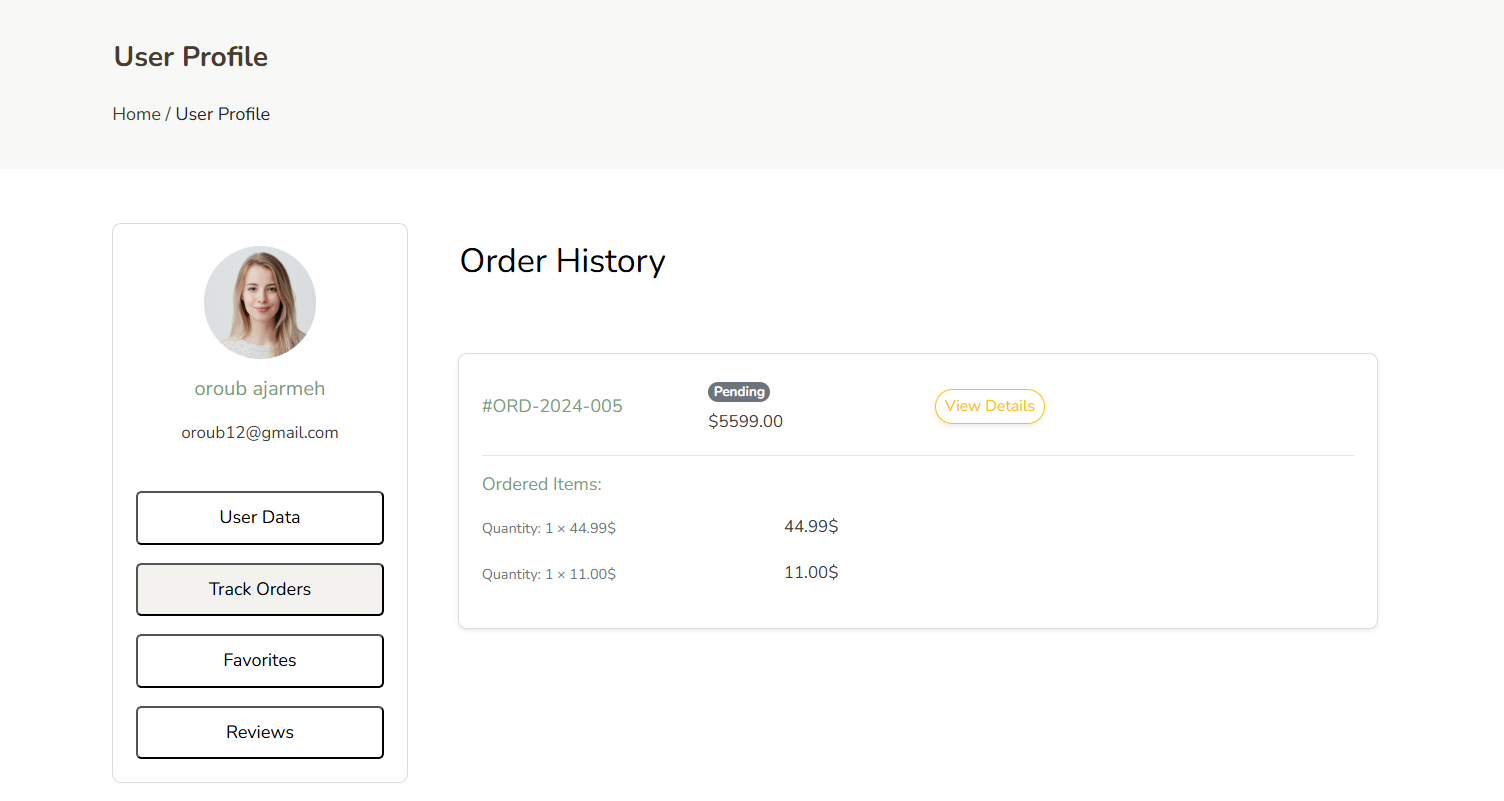 User Profile
Home / User Profile
oroub ajarmeh
oroub12@gmail.com
User Data
Track Orders
Favorites
Reviews
Order History
#ORD-2024-005
Pending
$5599.00
View Details
Ordered Items:
Quantity: 1 × 44.99$ 44.99$
Quantity: 1 × 11.00$ 11.00$